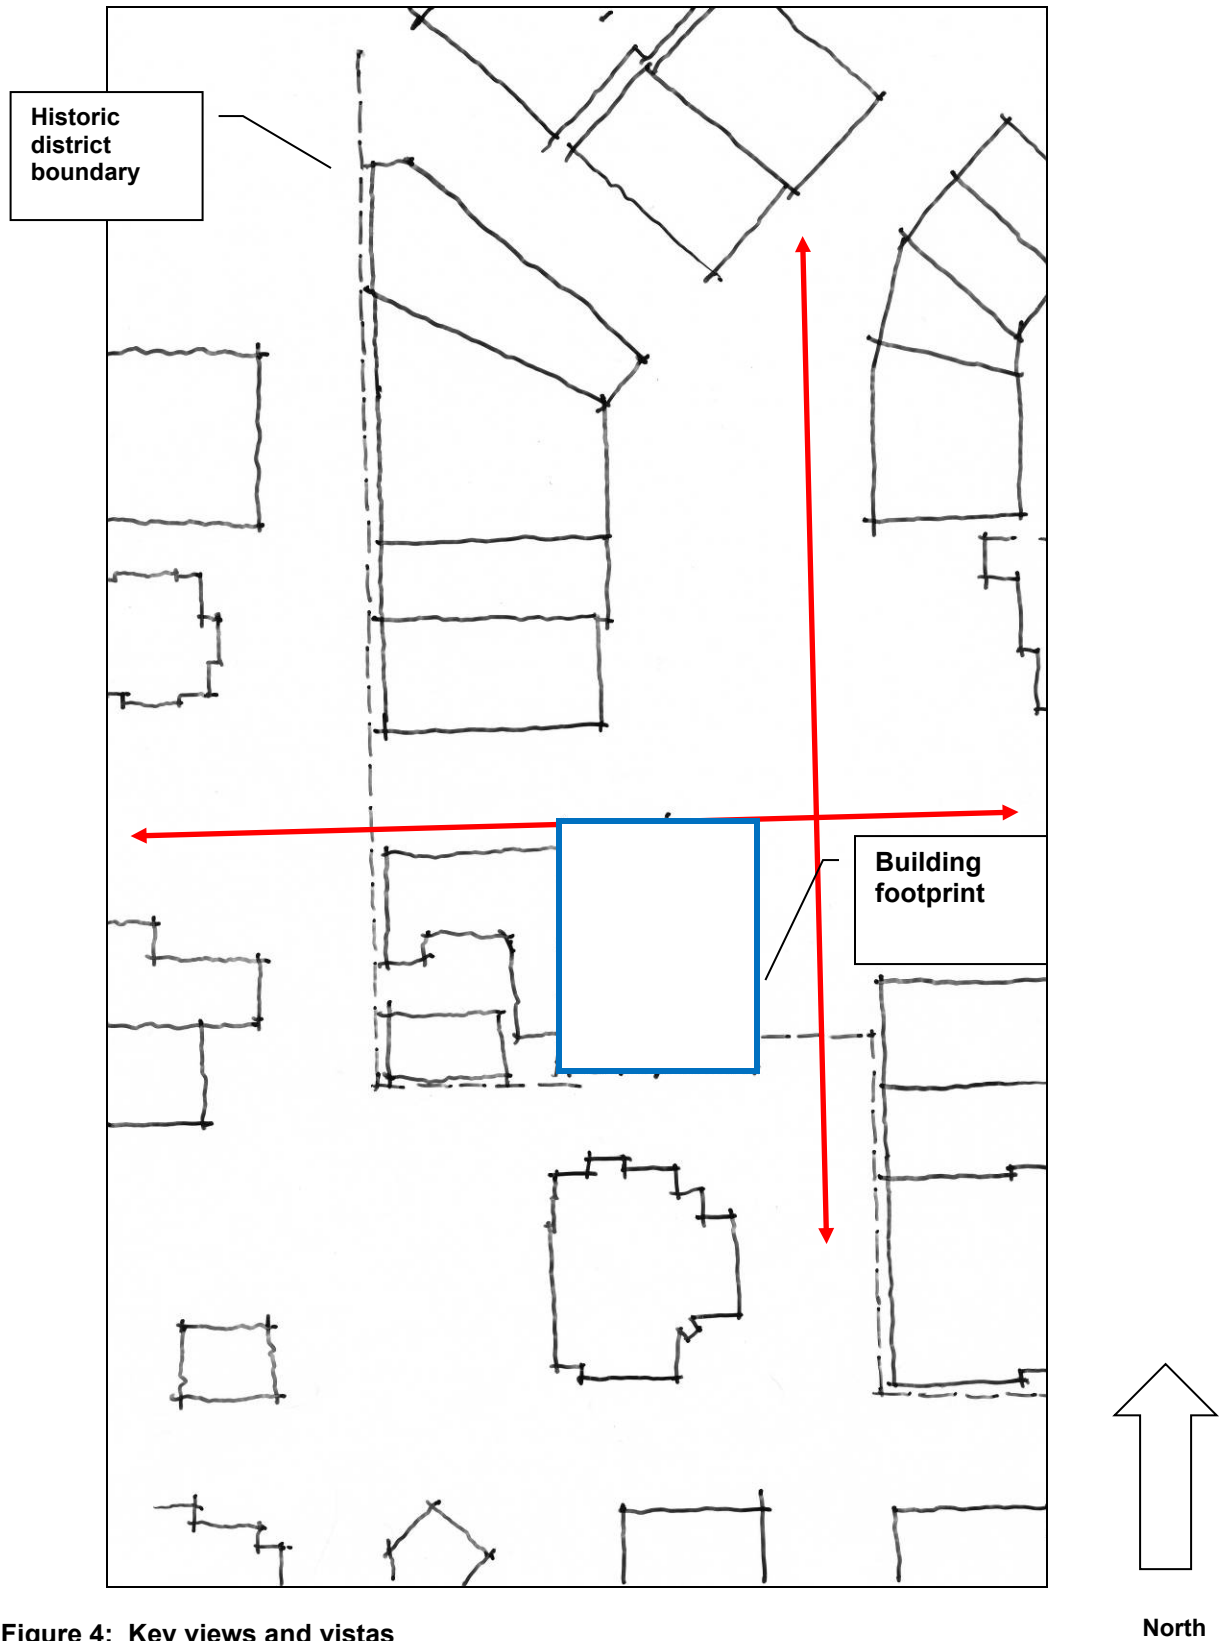 Historic
district
boundary
Building
footprint
North
Figure 4:  Key views and vistas